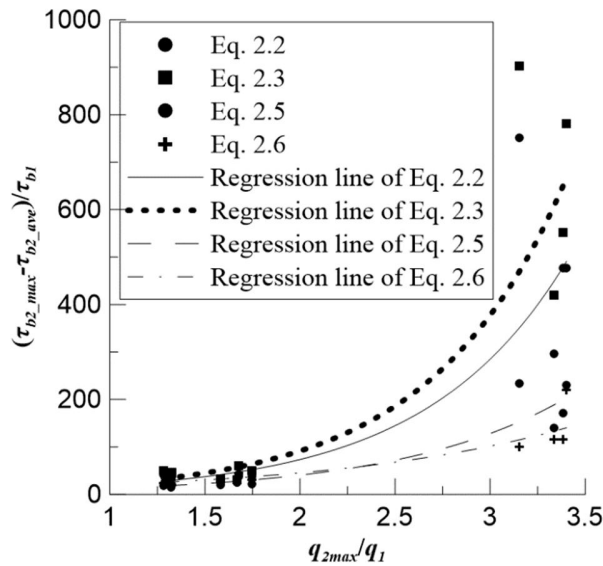 1000
800
600
400
200
0
(τb2_max-τb2_ave)/τb1
Eq. 2.2
Eq. 2.3
Eq. 2.5
Eq. 2.6
Regression line of Eq. 2.2
Regression line of Eq. 2.3
Regression line of Eq. 2.5
Regression line of Eq. 2.6
1 1.5 2 2.5 3 3.5
q2max/q1